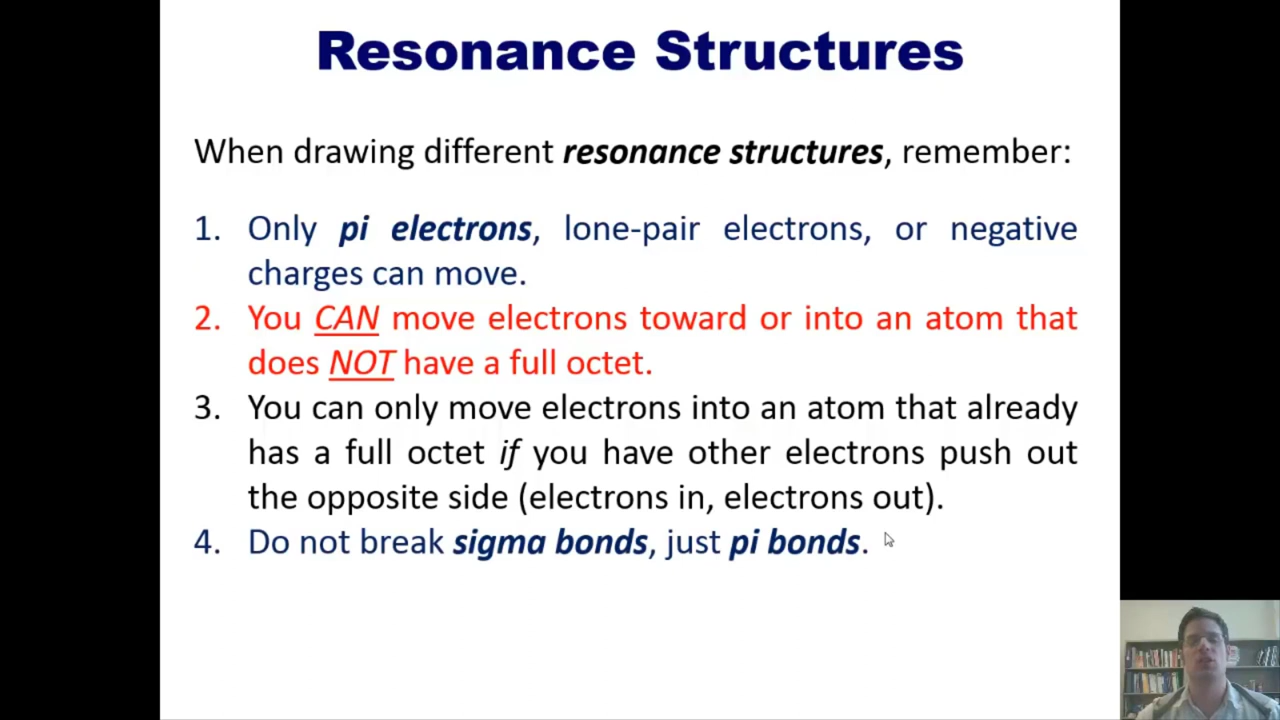 Resonance Structures
When drawing different resonance structures, remember:
1. Only pi electrons, lone-pair electrons, or negative
charges can move.
2. You CAN move electrons toward or into an atom that
does NOT have a full octet.
3. You can only move electrons into an atom that already
has a full octet if you have other electrons push out
the opposite side (electrons in, electrons out).
4. Do not break sigma bonds, just pi bonds.